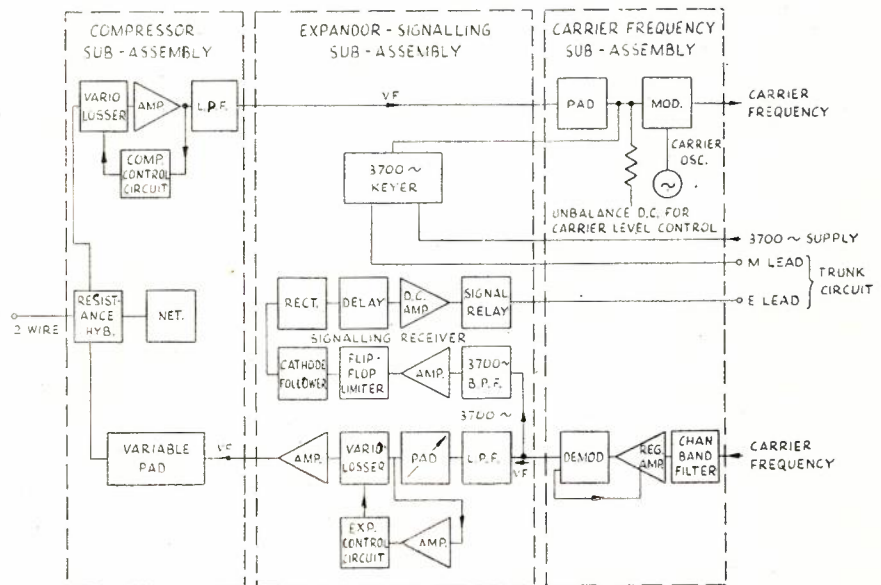 COMPRESSOR
SUB-ASSEMBLY
EXPANDOR-SIGNALLING
SUB-ASSEMBLY
CARRIER FREQUENCY
SUB-ASSEMBLY
VARIO
LOSSER
AMP.
L.P.F.
VF
PAD
MOD.
CARRIER
FREQUENCY
COMP.
CONTROL
CIRCUIT
3700~
KEYER
CARRIER
OSC.
~
UNBALANCE D.C. FOR
CARRIER LEVEL CONTROL
3700~ SUPPLY
M LEAD
E LEAD
TRUNK
CIRCUIT
2 WIRE
RESIST-
ANCE
HYB.
NET.
RECT.
DELAY
D.C.
AMP.
SIGNAL
RELAY
SIGNALLING RECEIVER
CATHODE
FOLLOWER
FLIP-
FLOP
LIMITER
AMP.
3700~
B.P.F.
3700~
VARIABLE
PAD
VF
AMP.
VARIO-
LOSSER
PAD
L.P.F.
VF
DEMOD
REG.
AMP.
CHAN
BAND
FILTER
CARRIER
FREQUENCY
EXP.
CONTROL
CIRCUIT
AMP.